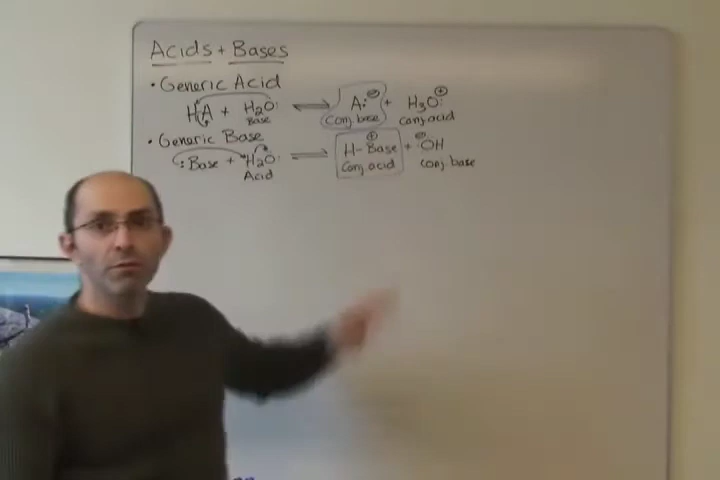 Acids + Bases
• Generic Acid
HA + H₂O: ⇌ A:⊖ + H₃O:⊕
Base conj base conj acid
• Generic Base
:Base + H₂O: ⇌ H-Base⊕ + ⊖:OH
Acid conj acid conj base